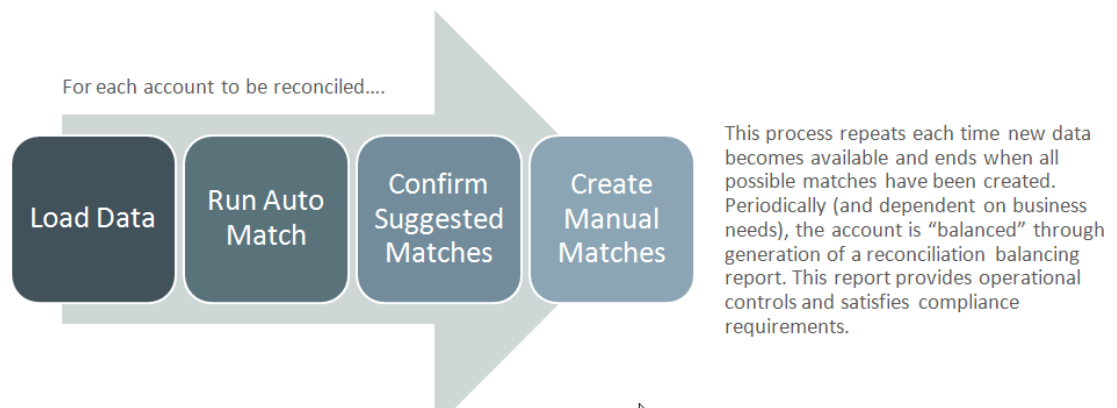 For each account to be reconciled....
Load Data
Run Auto
Match
Confirm
Suggested
Matches
Create
Manual
Matches
This process repeats each time new data
becomes available and ends when all
possible matches have been created.
Periodically (and dependent on business
needs), the account is “balanced” through
generation of a reconciliation balancing
report. This report provides operational
controls and satisfies compliance
requirements.